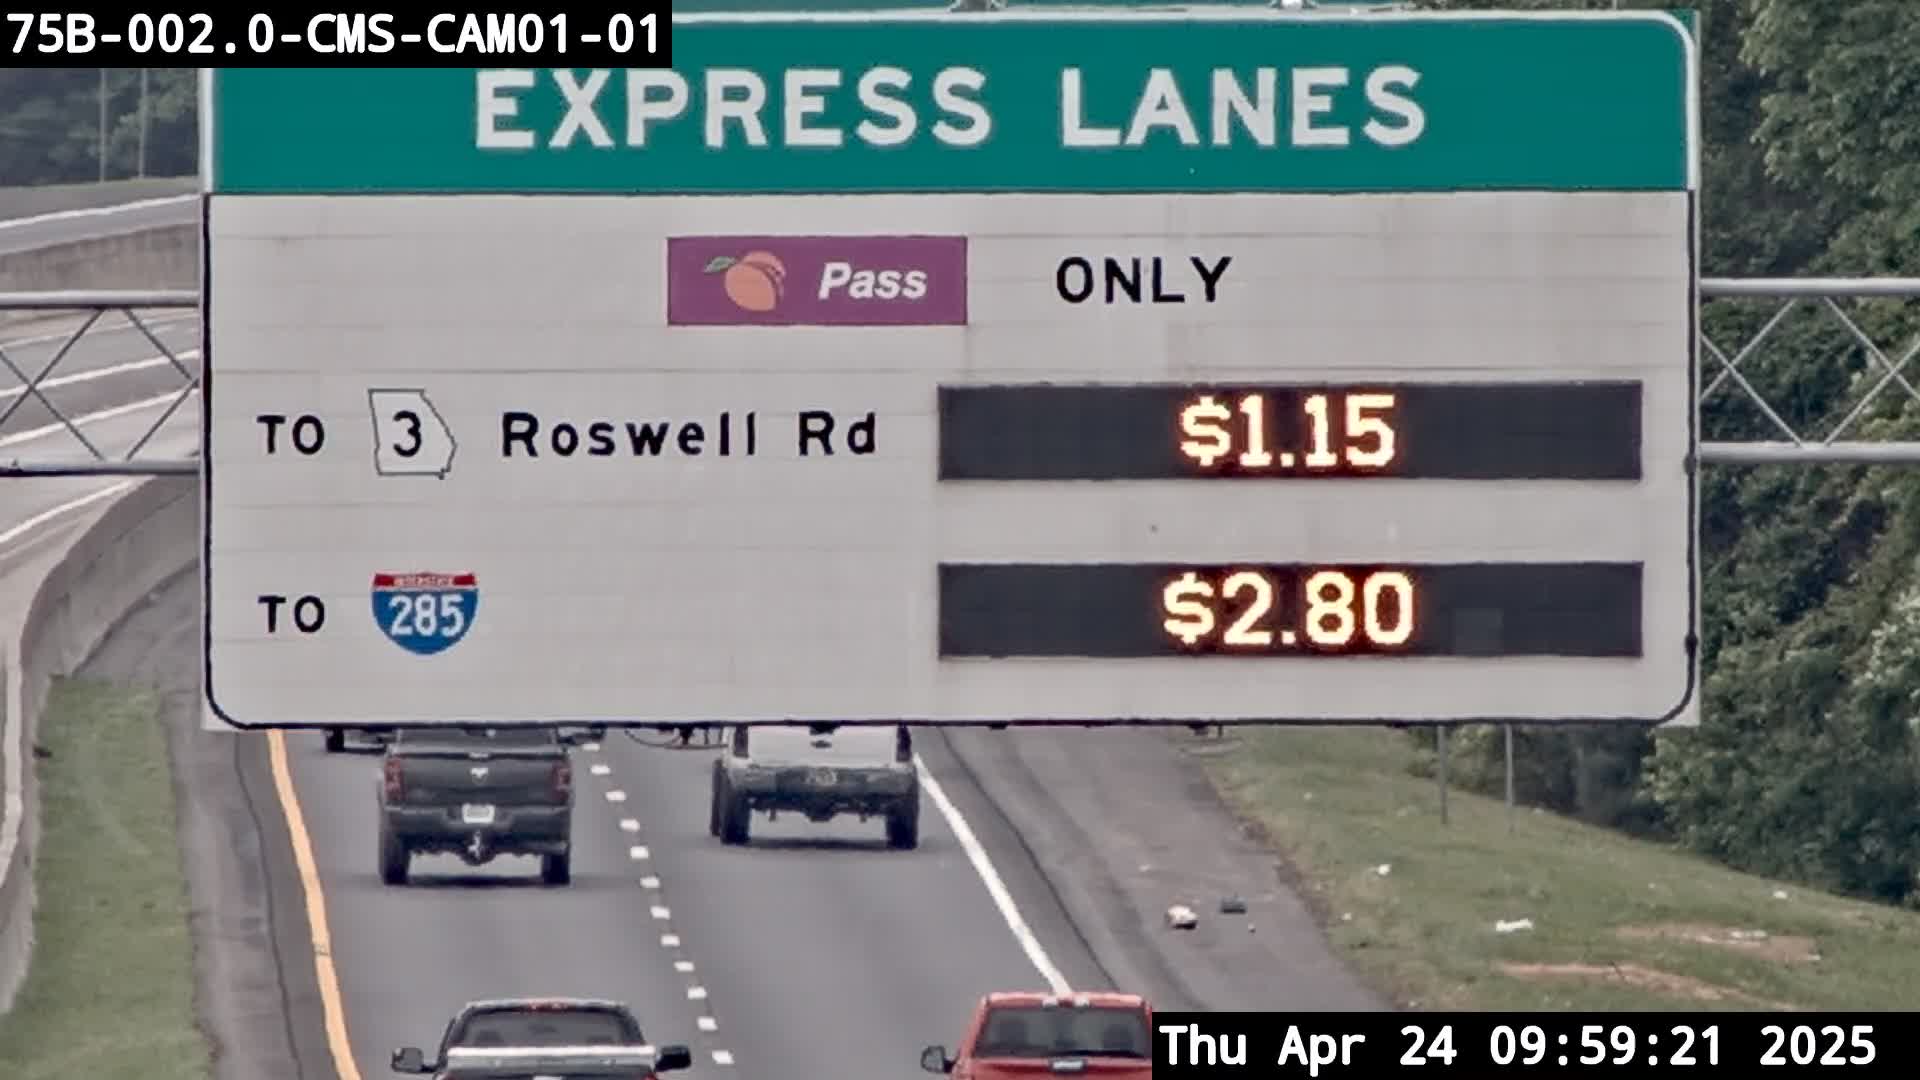 75B-002.0-CMS-CAM01-01
EXPRESS LANES
Pass ONLY
TO 3 Roswell Rd $1.15
TO INTERSTATE 285 $2.80
Thu Apr 24 09:59:21 2025